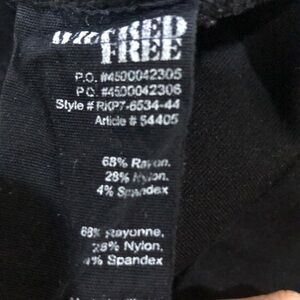 FREE
P.O. #4500042305
P.O. #4500042306
Style # RKP7-6534-44
Article # 54405
68% Rayon,
28% Nylon,
4% Spandex
68% Rayonne,
28% Nylon,
4% Spandex